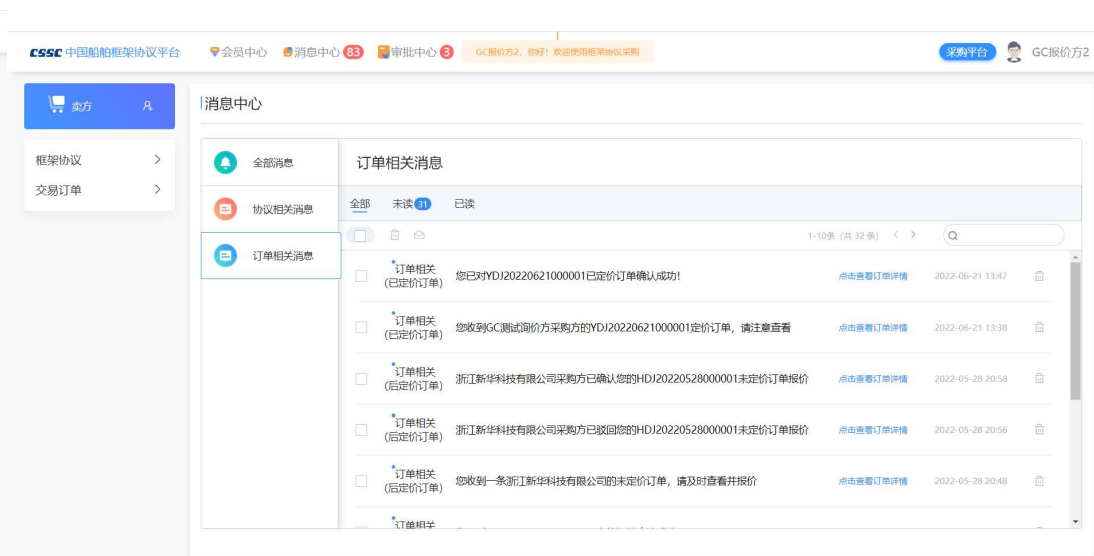 CSSC 中国船舶框架协议平台 会员中心 消息中心 83 审批中心 3 GC报价方2，你好！欢迎使用框架协议采购 采购平台 GC报价方2
卖方
消息中心
框架协议
交易订单
全部消息
协议相关消息
订单相关消息
订单相关消息
全部 未读 31 已读
1-10条 (共 32 条)
订单相关
(已定价订单)
您已对YDJ20220621000001已定价订单确认成功！ 点击查看订单详情 2022-06-21 13:47
订单相关
(已定价订单)
您收到GC测试询价方采购方的YDJ20220621000001定价订单，请注意查看 点击查看订单详情 2022-06-21 13:38
订单相关
(后定价订单)
浙江新华科技有限公司采购方已确认您的HDJ20220528000001未定价订单报价 点击查看订单详情 2022-05-28 20:58
订单相关
(后定价订单)
浙江新华科技有限公司采购方已驳回您的HDJ20220528000001未定价订单报价 点击查看订单详情 2022-05-28 20:56
订单相关
(后定价订单)
您收到一条浙江新华科技有限公司的未定价订单，请及时查看并报价 点击查看订单详情 2022-05-28 20:48
订单相关